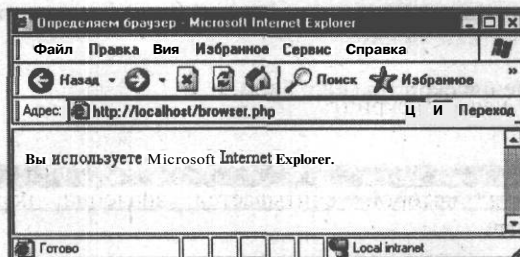 Определяем браузер - Microsoft Internet Explorer
Файл Правка Вия Избранное Сервис Справка
Назад Поиск Избранное »
Адрес: http://localhost/browser.php Ц И Переход
Вы используете Microsoft Internet Explorer.
Готово Local intranet